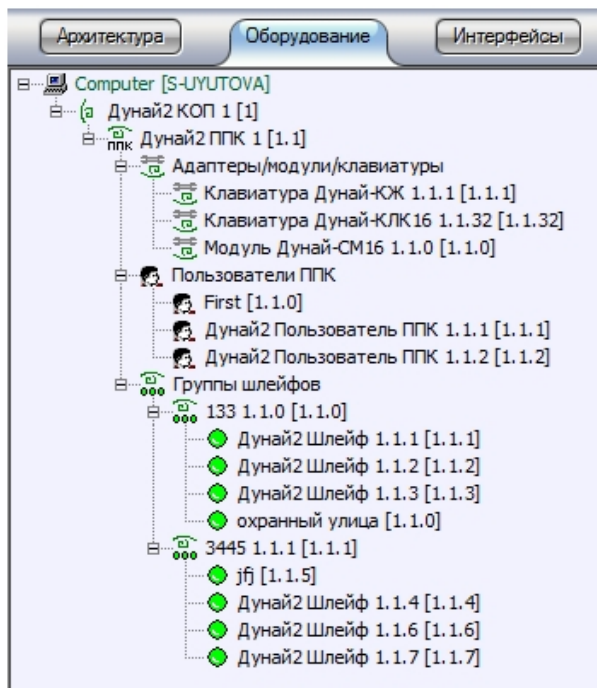 Архитектура Оборудование Интерфейсы
Computer [S-UYUTOVA]
Дунай2 КОП 1 [1]
ППК Дунай2 ППК 1 [1.1]
Адаптеры/модули/клавиатуры
Клавиатура Дунай-КЖ 1.1.1 [1.1.1]
Клавиатура Дунай-КЛК16 1.1.32 [1.1.32]
Модуль Дунай-СМ16 1.1.0 [1.1.0]
Пользователи ППК
First [1.1.0]
Дунай2 Пользователь ППК 1.1.1 [1.1.1]
Дунай2 Пользователь ППК 1.1.2 [1.1.2]
Группы шлейфов
133 1.1.0 [1.1.0]
Дунай2 Шлейф 1.1.1 [1.1.1]
Дунай2 Шлейф 1.1.2 [1.1.2]
Дунай2 Шлейф 1.1.3 [1.1.3]
охранный улица [1.1.0]
3445 1.1.1 [1.1.1]
jfj [1.1.5]
Дунай2 Шлейф 1.1.4 [1.1.4]
Дунай2 Шлейф 1.1.6 [1.1.6]
Дунай2 Шлейф 1.1.7 [1.1.7]